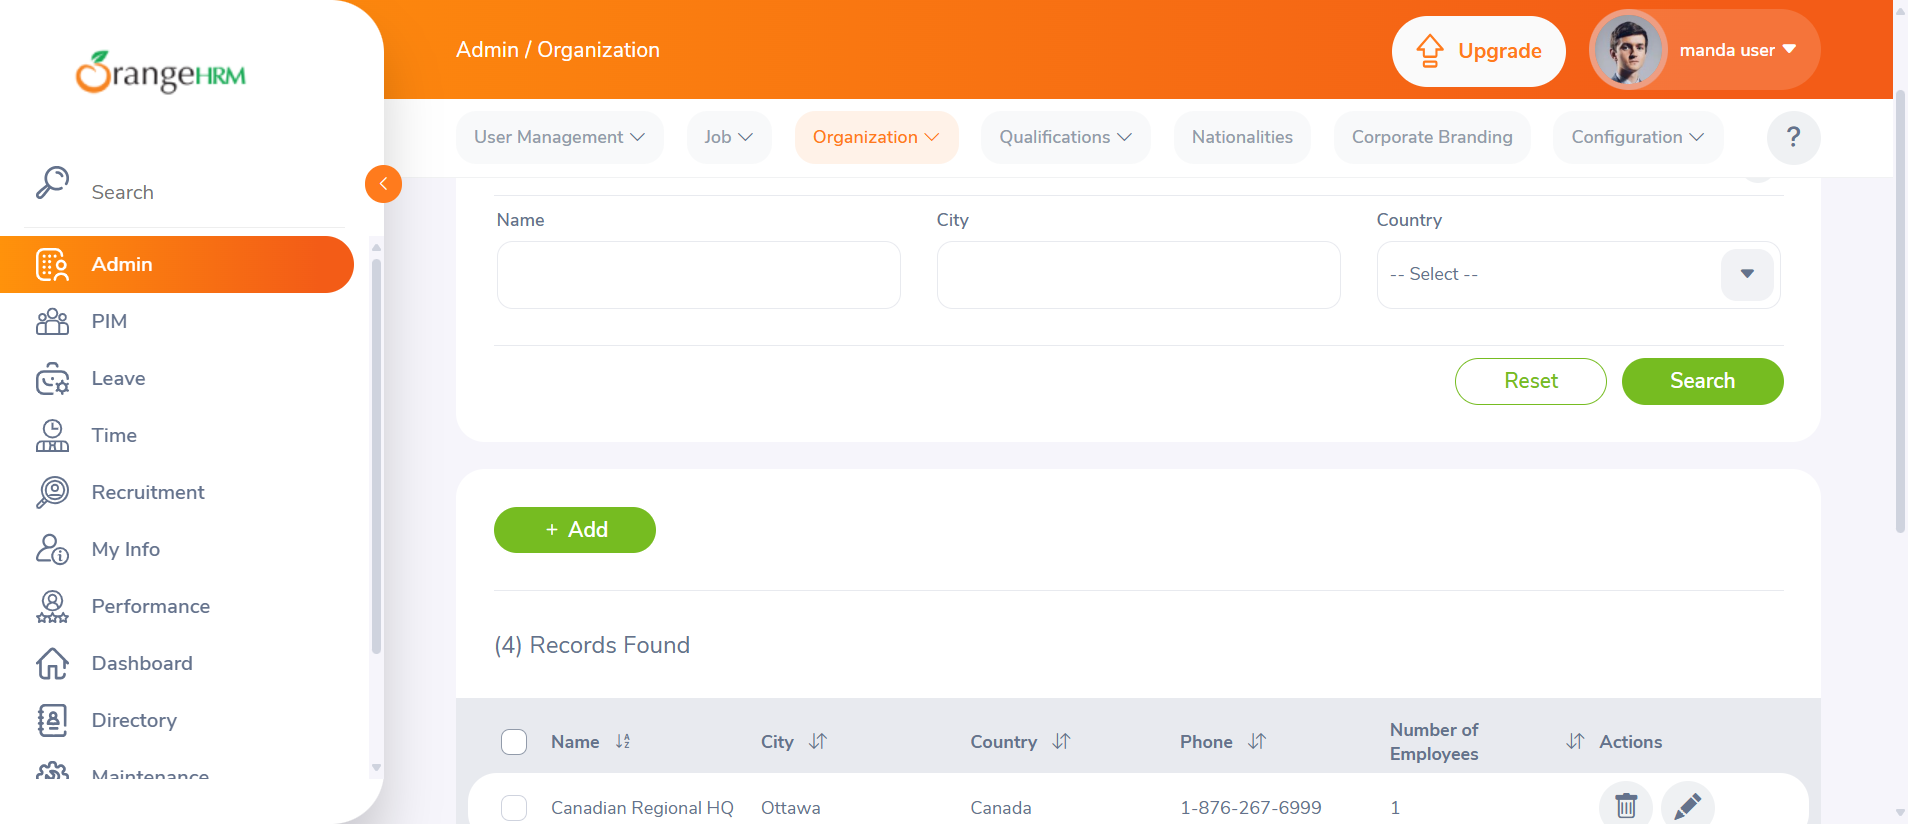 OrangeHRM
Admin / Organization
Upgrade
manda user
User Management
Job
Organization
Qualifications
Nationalities
Corporate Branding
Configuration
?
Search
Admin
PIM
Leave
Time
Recruitment
My Info
Performance
Dashboard
Directory
Maintenance
Name
City
Country
-- Select --
Reset
Search
+ Add
(4) Records Found
Name
City
Country
Phone
Number of
Employees
Actions
Canadian Regional HQ
Ottawa
Canada
1-876-267-6999
1